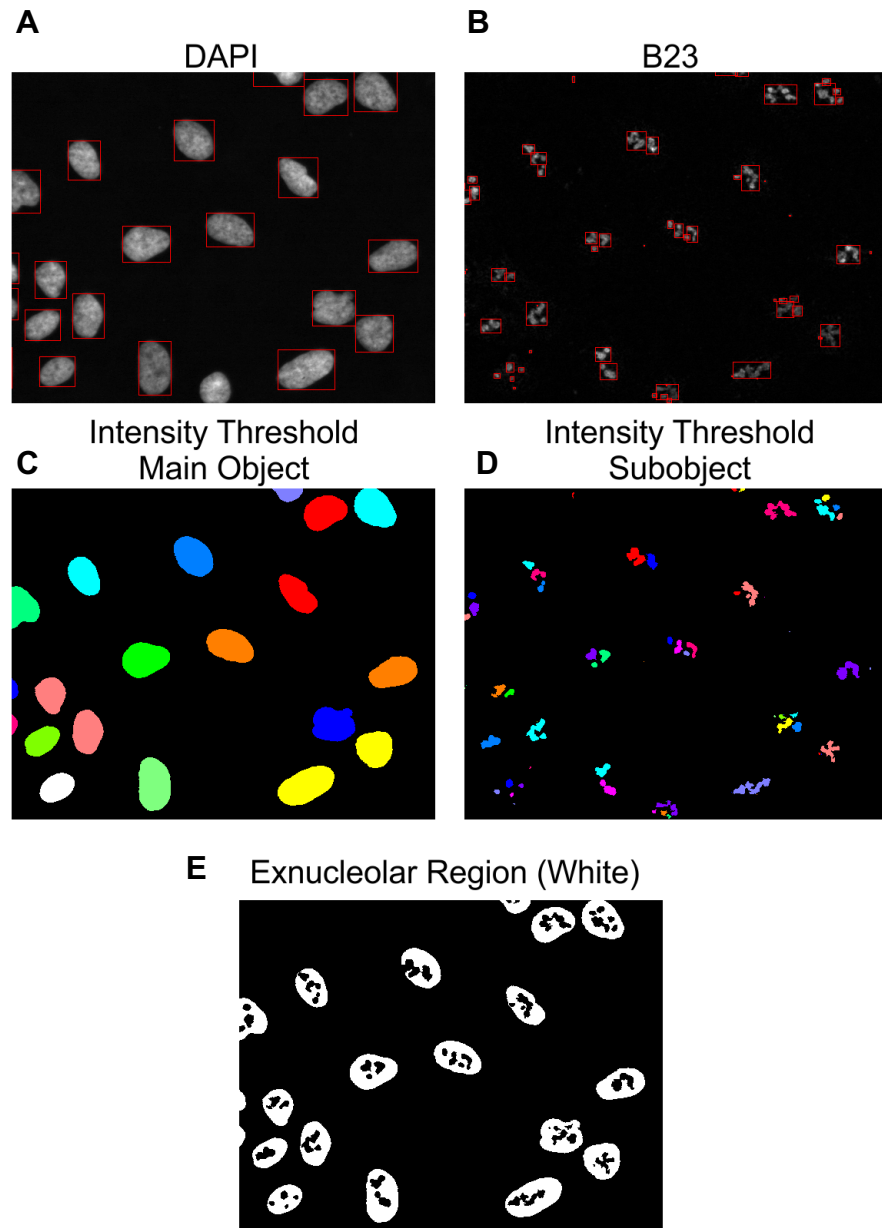 A
DAPI
B
B23
C
Intensity Threshold
Main Object
D
Intensity Threshold
Subobject
E
Exnucleolar Region (White)